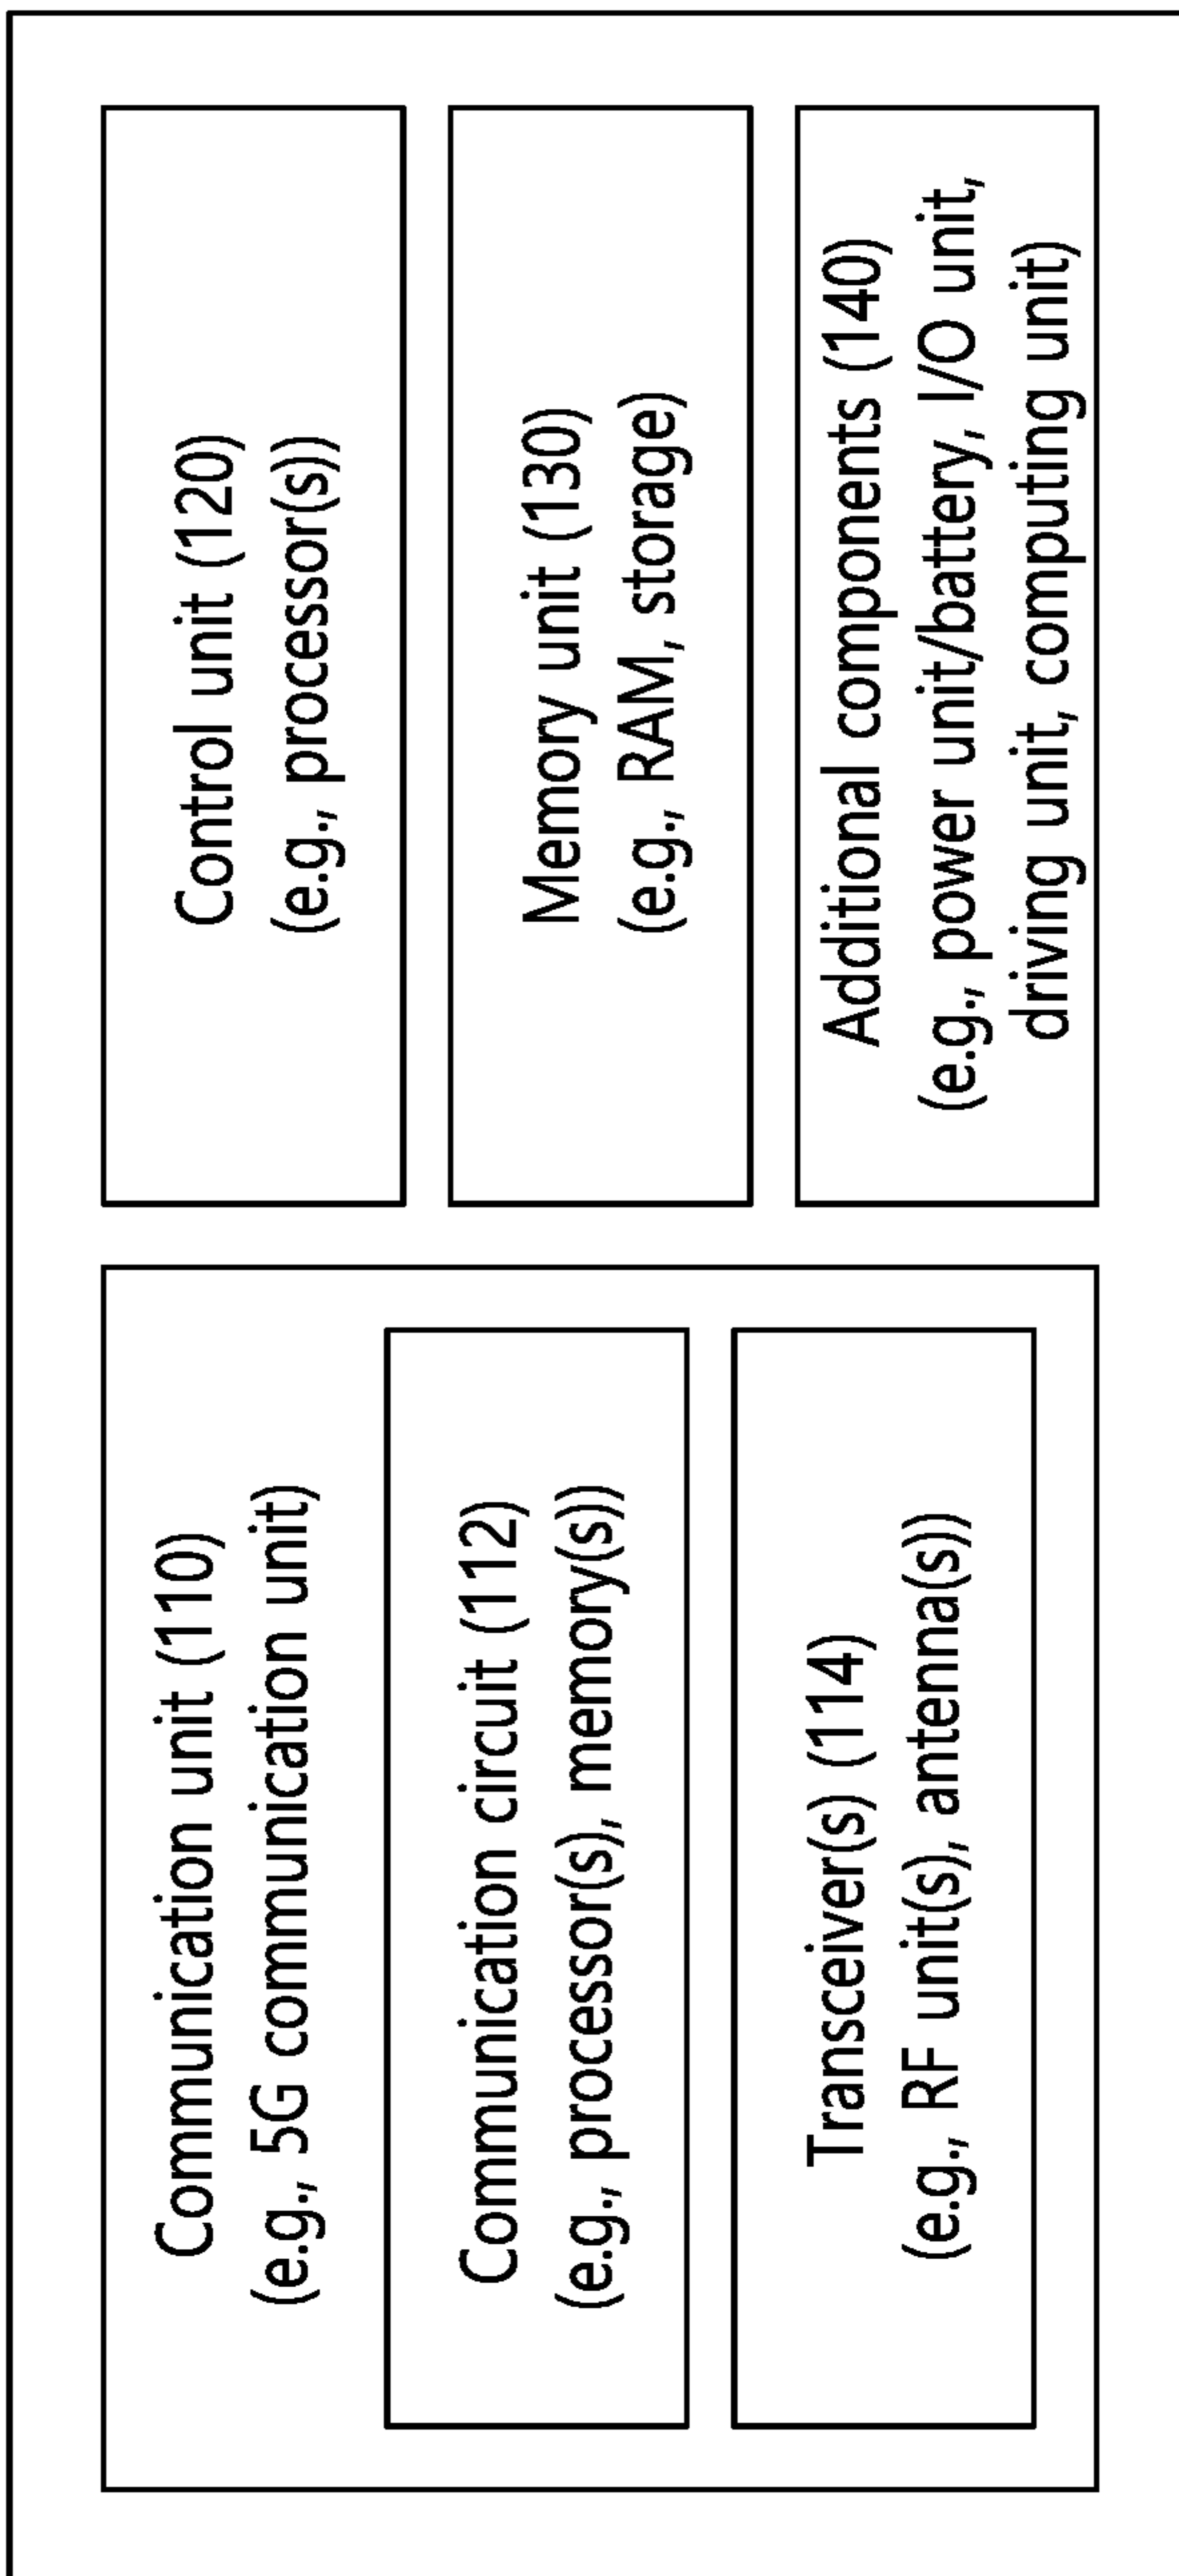 Communication unit (110)
(e.g., 5G communication unit)
Communication circuit (112)
(e.g., processor(s), memory(s))
Transceiver(s) (114)
(e.g., RF unit(s), antenna(s))
Control unit (120)
(e.g., processor(s))
Memory unit (130)
(e.g., RAM, storage)
Additional components (140)
(e.g., power unit/battery, I/O unit,
driving unit, computing unit)